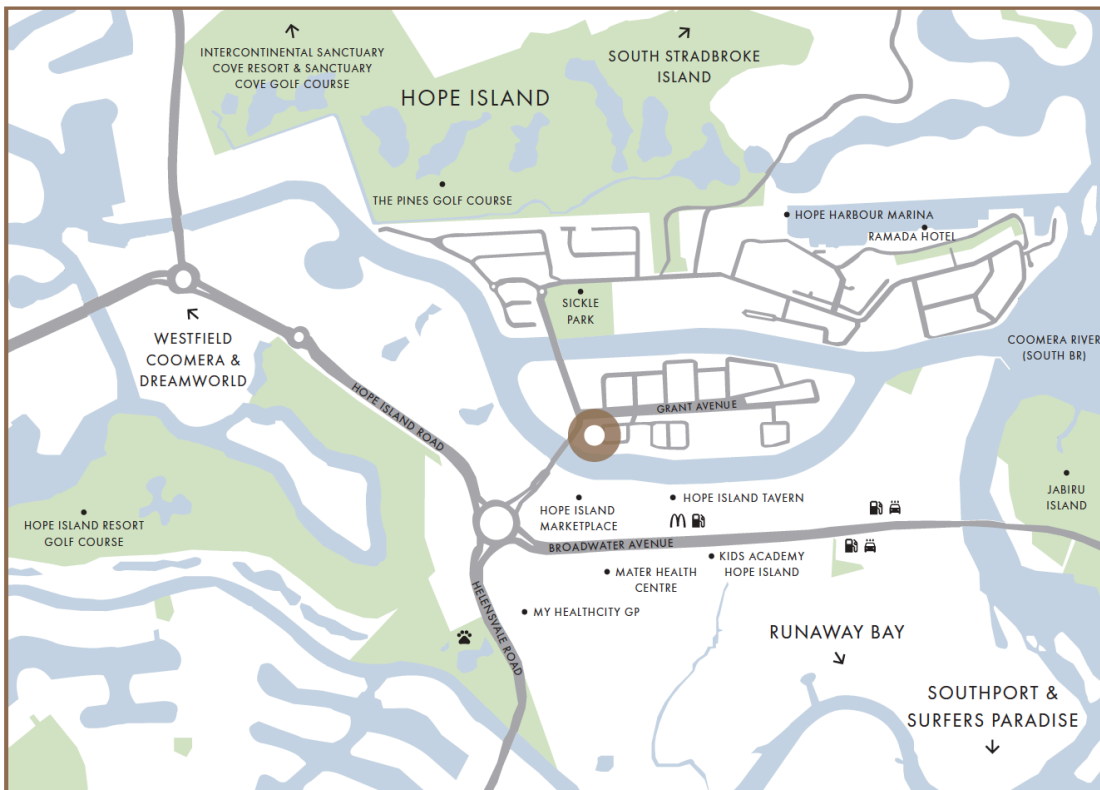 INTERCONTINENTAL SANCTUARY
COVE RESORT & SANCTUARY
COVE GOLF COURSE
SOUTH STRADBROKE
ISLAND
HOPE ISLAND
THE PINES GOLF COURSE
HOPE HARBOUR MARINA
RAMADA HOTEL
SICKLE
PARK
WESTFIELD
COOMERA &
DREAMWORLD
COOMERA RIVER
(SOUTH BR)
HOPE ISLAND ROAD
GRANT AVENUE
HOPE ISLAND RESORT
GOLF COURSE
HOPE ISLAND
MARKETPLACE
HOPE ISLAND TAVERN
JABIRU
ISLAND
BROADWATER AVENUE
KIDS ACADEMY
HOPE ISLAND
MATER HEALTH
CENTRE
MY HEALTHCITY GP
HELENSVALE ROAD
RUNAWAY BAY
SOUTHPORT &
SURFERS PARADISE